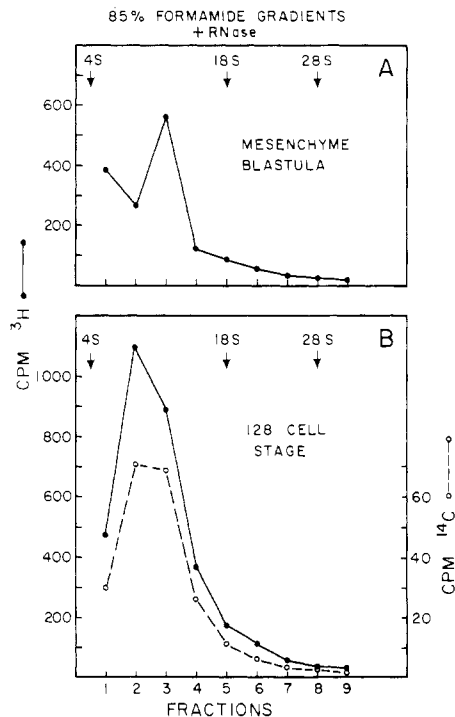 85% FORMAMIDE GRADIENTS
+RNase
4S 18S 28S A
600
400
200
MESENCHYME
BLASTULA
4S 18S 28S B
1000
800
600
400
200
128 CELL
STAGE
60
40
20
CPM ³H
CPM ¹⁴C
1 2 3 4 5 6 7 8 9
FRACTIONS